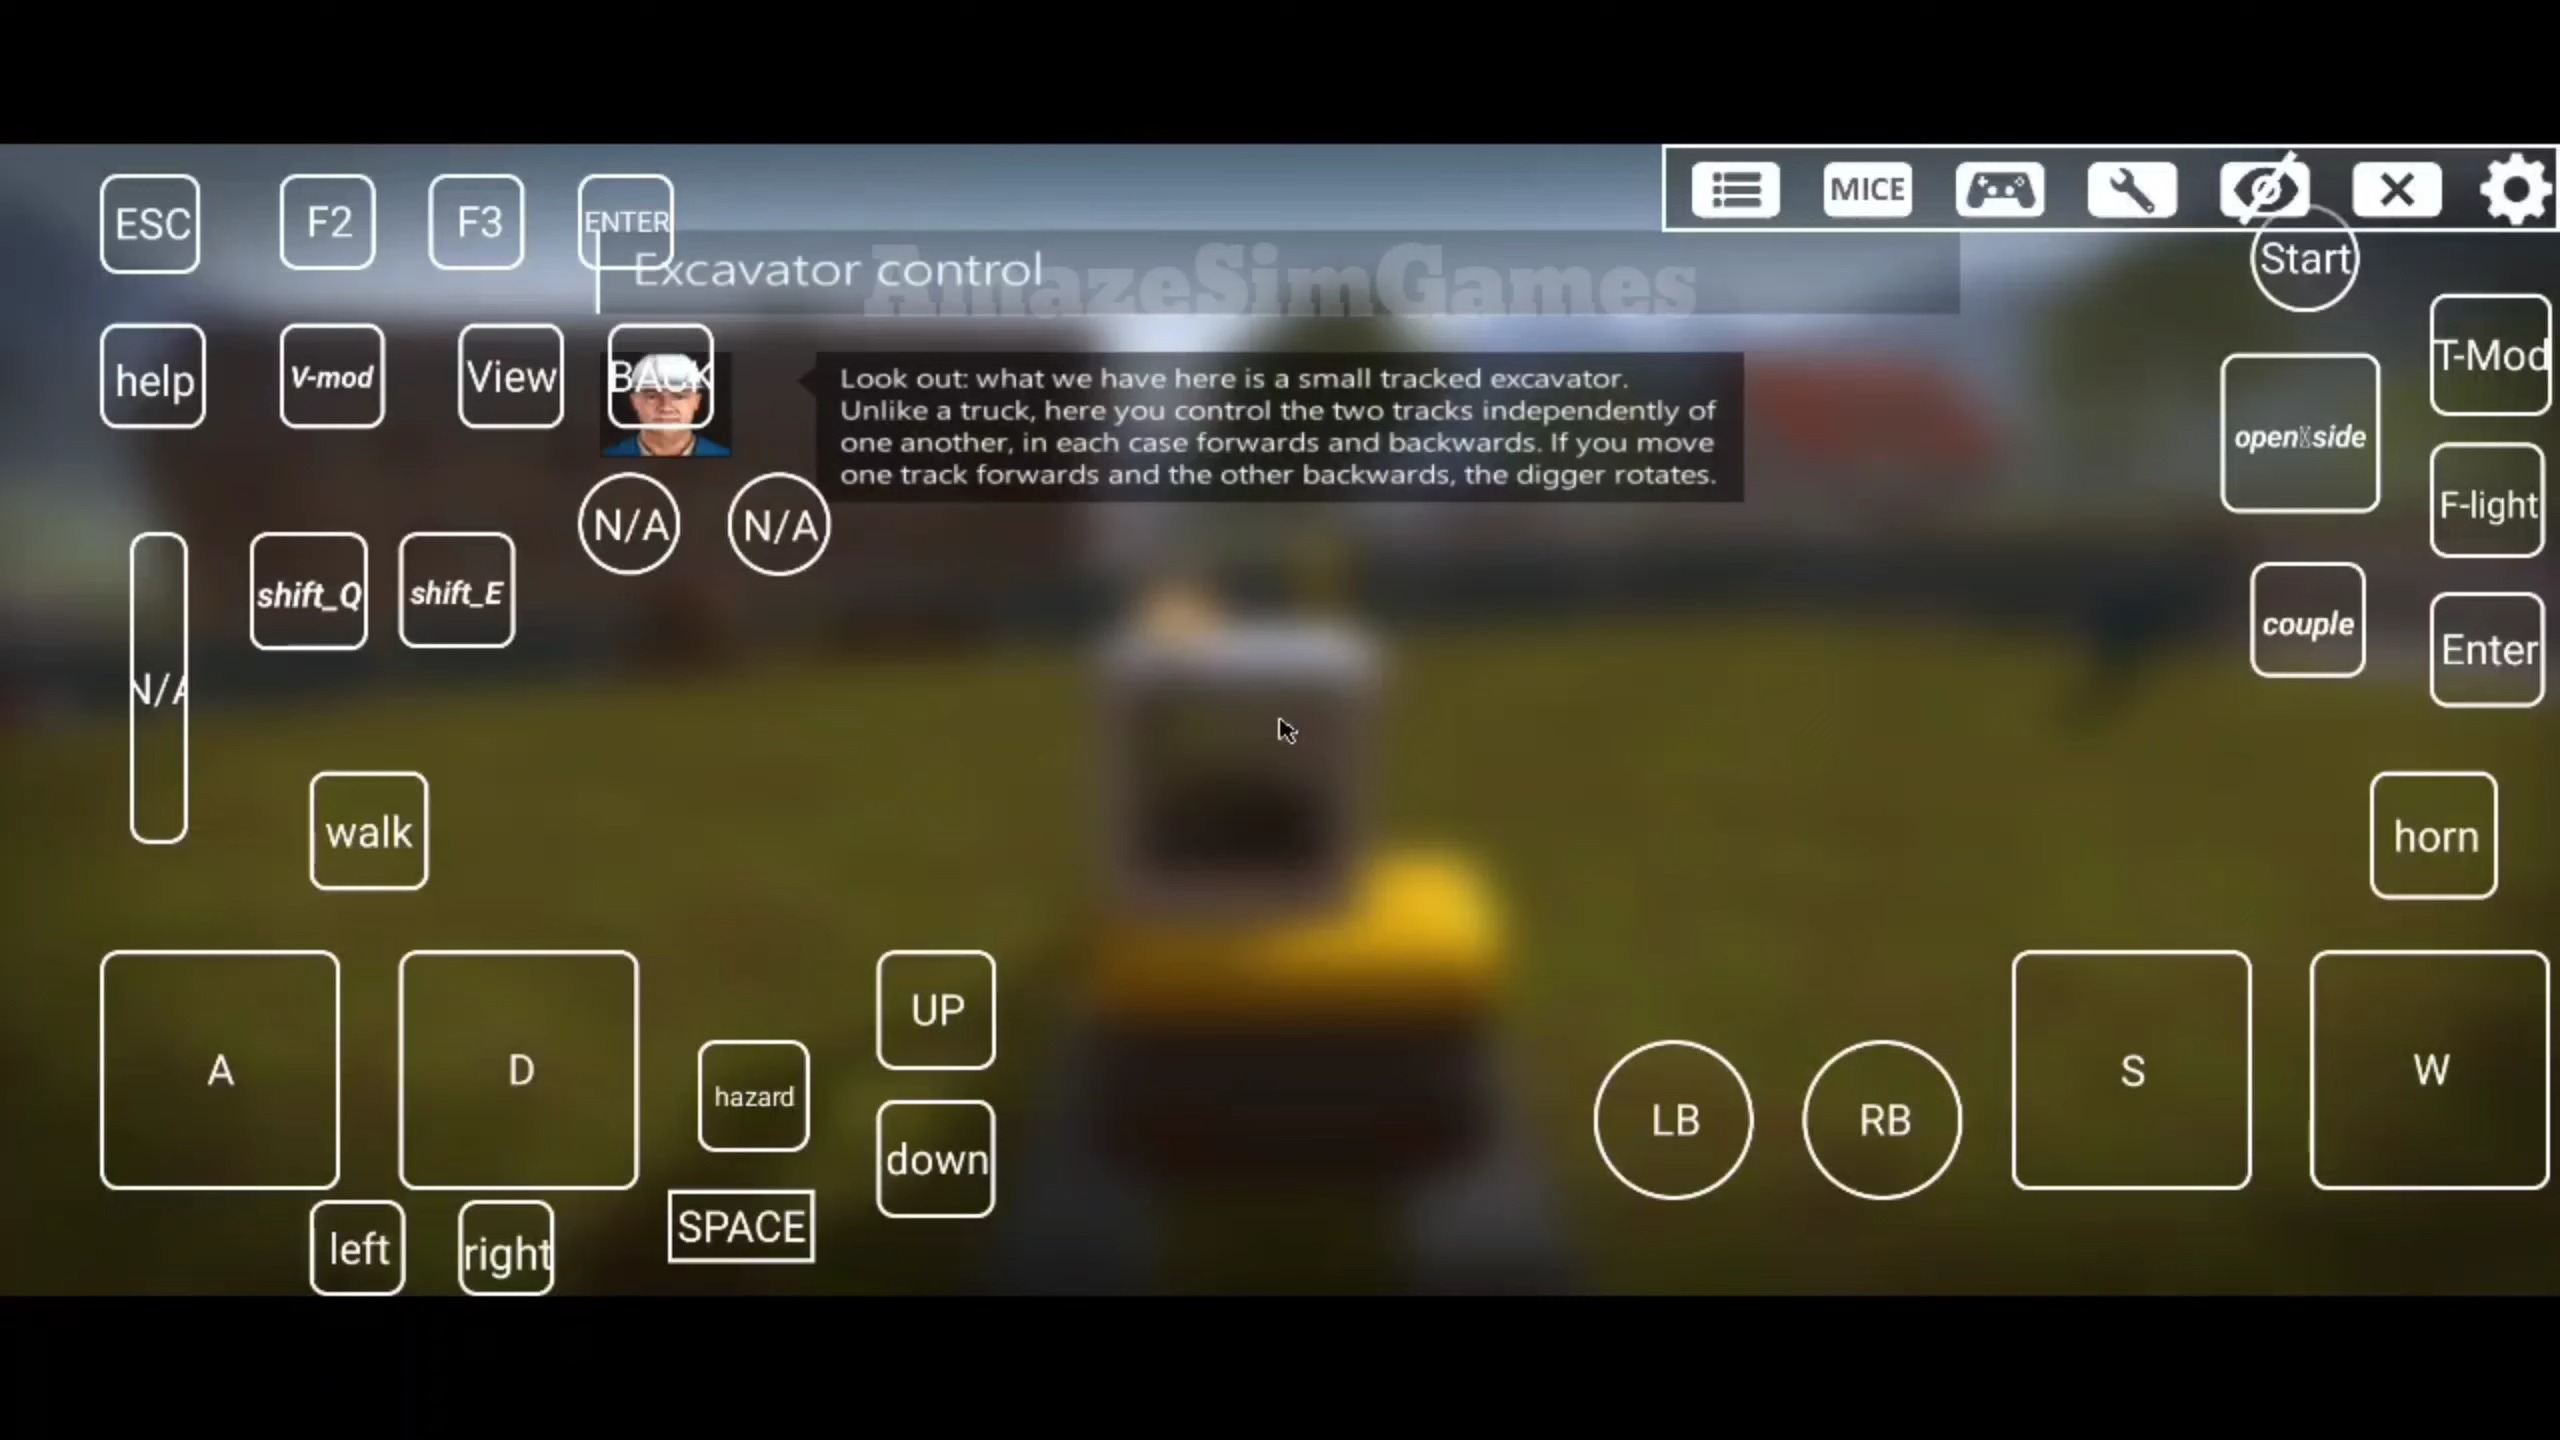 MICE
ESC
F2
F3
ENTER
Start
Excavator control
AmazeSimGames
help
V-mod
View
BACK
T-Mod
Look out: what we have here is a small tracked excavator.
Unlike a truck, here you control the two tracks independently of
one another, in each case forwards and backwards. If you move
one track forwards and the other backwards, the digger rotates.
open side
F-light
N/A
N/A
shift_Q
shift_E
couple
Enter
N/A
walk
horn
A
D
UP
S
W
hazard
LB
RB
down
SPACE
left
right